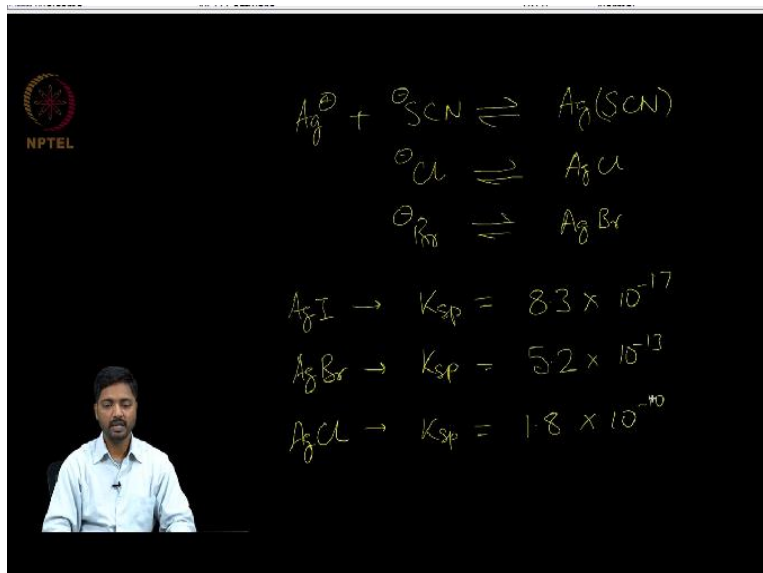 NPTEL
Ag⊕ + ⊖SCN ⇌ Ag(SCN)
⊖Cl ⇌ AgCl
⊖Br ⇌ AgBr
AgI → Ksp = 8.3 × 10⁻¹⁷
AgBr → Ksp = 5.2 × 10⁻¹³
AgCl → Ksp = 1.8 × 10⁻¹⁰